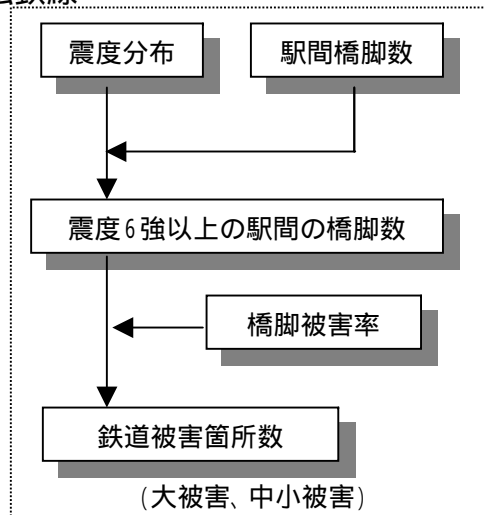 震度分布
駅間橋脚数
震度6強以上の駅間の橋脚数
橋脚被害率
鉄道被害箇所数
(大被害、中小被害)